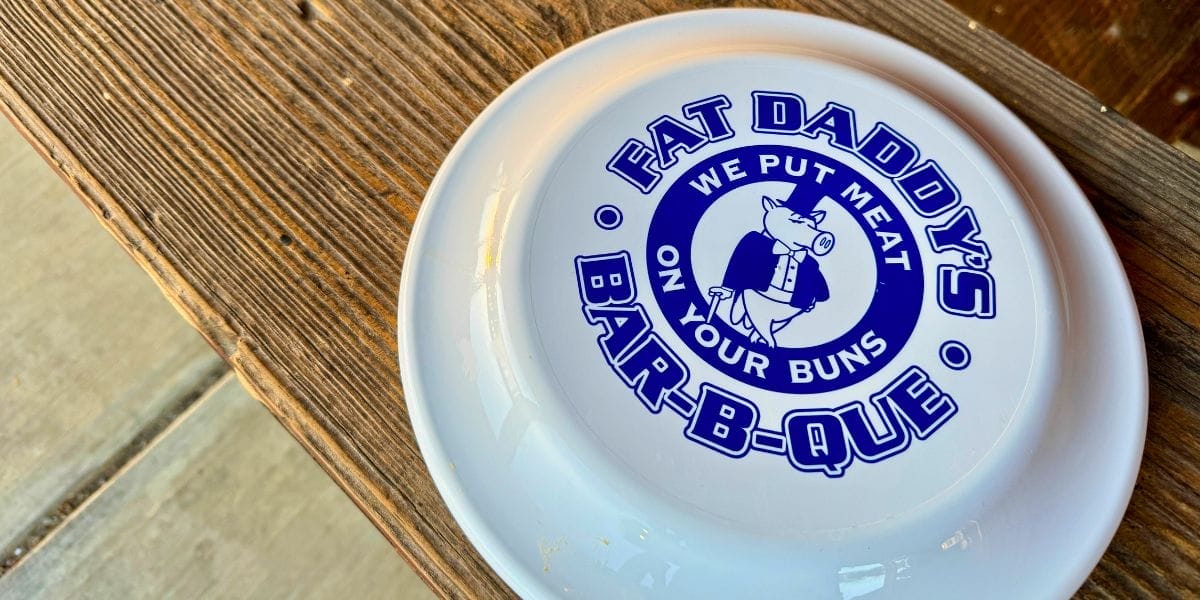 FAT DADDY'S
WE PUT MEAT
ON YOUR BUNS
BAR-B-QUE